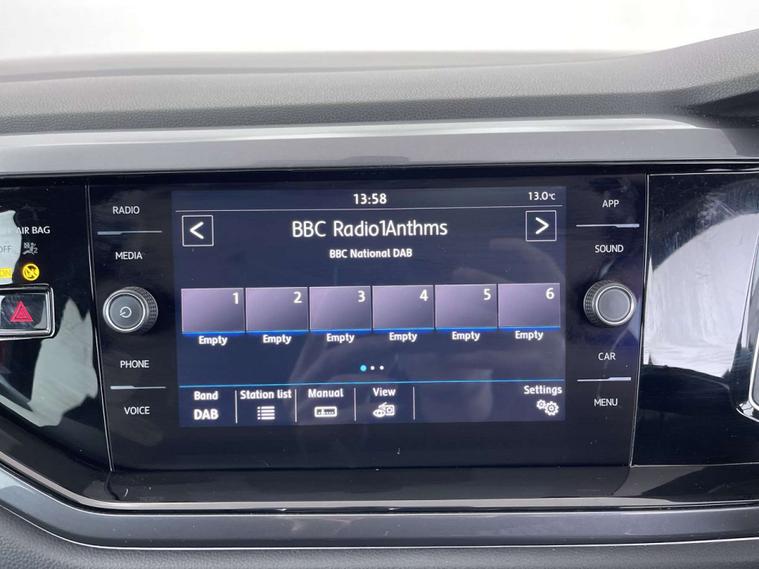 13:58
13.0°C
RADIO
APP
< BBC Radio1Anthms >
BBC National DAB
AIR BAG
OFF
ON
MEDIA
SOUND
1 2 3 4 5 6
Empty Empty Empty Empty Empty Empty
PHONE
CAR
VOICE
MENU
Band Station list Manual View Settings
DAB